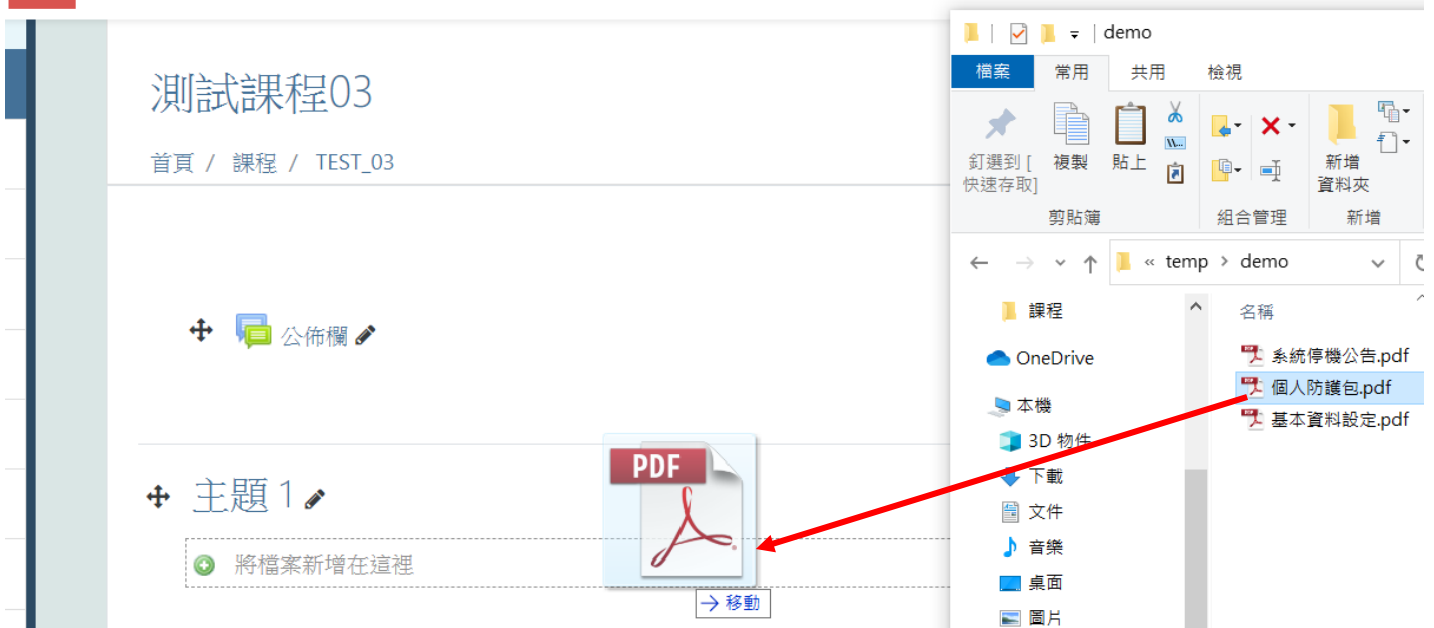 測試課程03
首頁 / 課程 / TEST_03
公佈欄
主題 1
將檔案新增在這裡
PDF
移動
demo
檔案 常用 共用 檢視
釘選到 [
快速存取]
複製
貼上
新增
資料夾
剪貼簿 組合管理 新增
« temp > demo
課程
OneDrive
本機
3D 物件
下載
文件
音樂
桌面
圖片
名稱
系統停機公告.pdf
個人防護包.pdf
基本資料設定.pdf